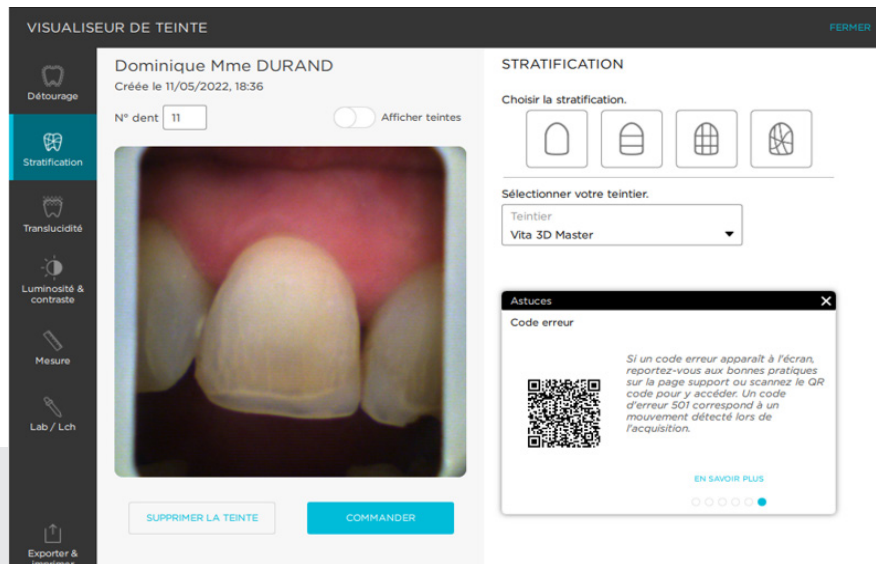 VISUALISEUR DE TEINTE
FERMER
Détourage
Stratification
Translucidité
Luminosité &
contraste
Mesure
Lab / Lch
Exporter &
imprimer
Dominique Mme DURAND
Créée le 11/05/2022, 18:36
N° dent 11
Afficher teintes
SUPPRIMER LA TEINTE
COMMANDER
STRATIFICATION
Choisir la stratification.
Sélectionner votre teintier.
Teintier
Vita 3D Master
Astuces
Code erreur
Si un code erreur apparaît à l'écran,
reportez-vous aux bonnes pratiques
sur la page support ou scannez le QR
code pour y accéder. Un code
d'erreur 501 correspond à un
mouvement détecté lors de
l'acquisition.
EN SAVOIR PLUS